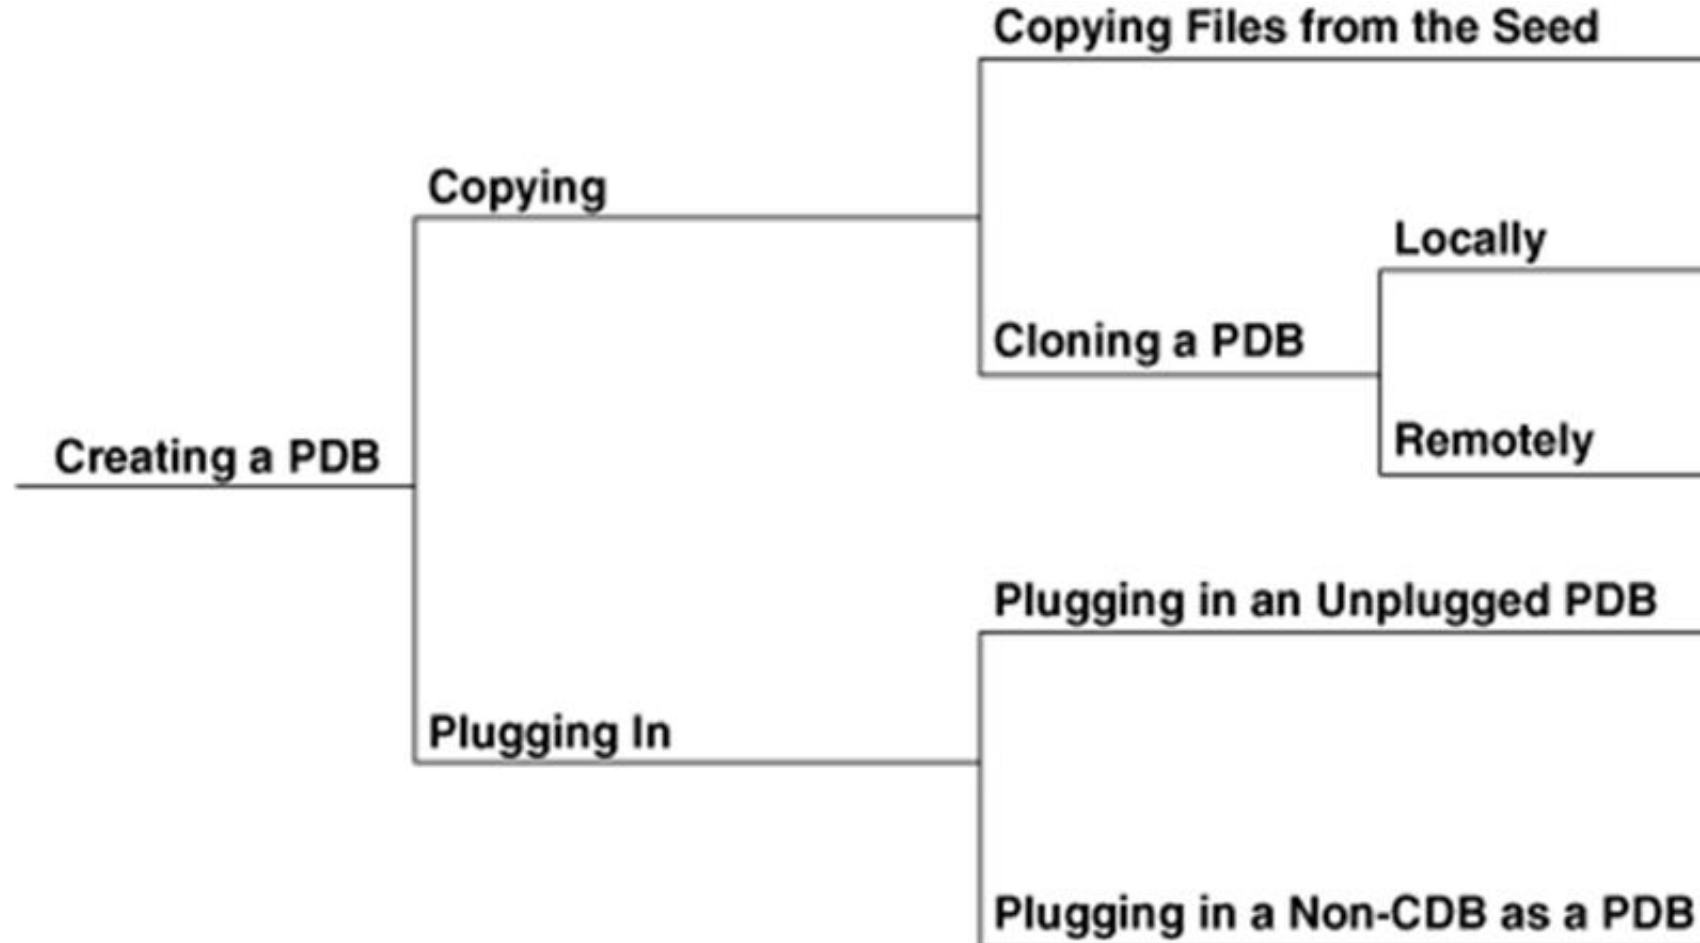 Copying Files from the Seed
Copying
Locally
Cloning a PDB
Remotely
Creating a PDB
Plugging in an Unplugged PDB
Plugging In
Plugging in a Non-CDB as a PDB